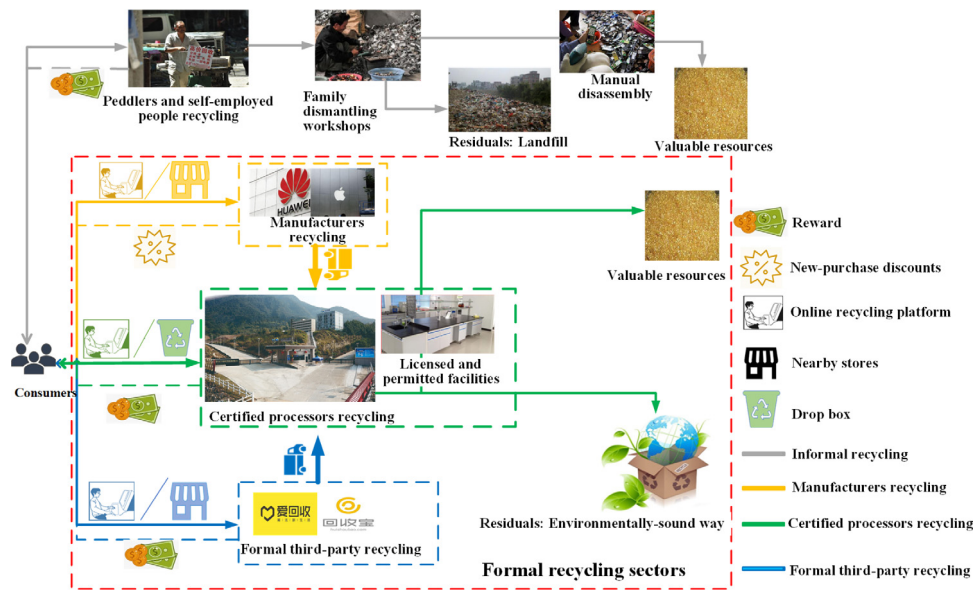 Peddlers and self-employed
people recycling
Family
dismantling
workshops
Residuals: Landfill
Manual
disassembly
Valuable resources
HUAWEI
Manufacturers
recycling
Valuable resources
Reward
New-purchase discounts
Online recycling platform
Nearby stores
Drop box
Informal recycling
Manufacturers recycling
Certified processors recycling
Formal third-party recycling
Consumers
Licensed and
permitted facilities
Certified processors recycling
爱回收
回收宝
Formal third-party recycling
Residuals: Environmentally-sound way
Formal recycling sectors